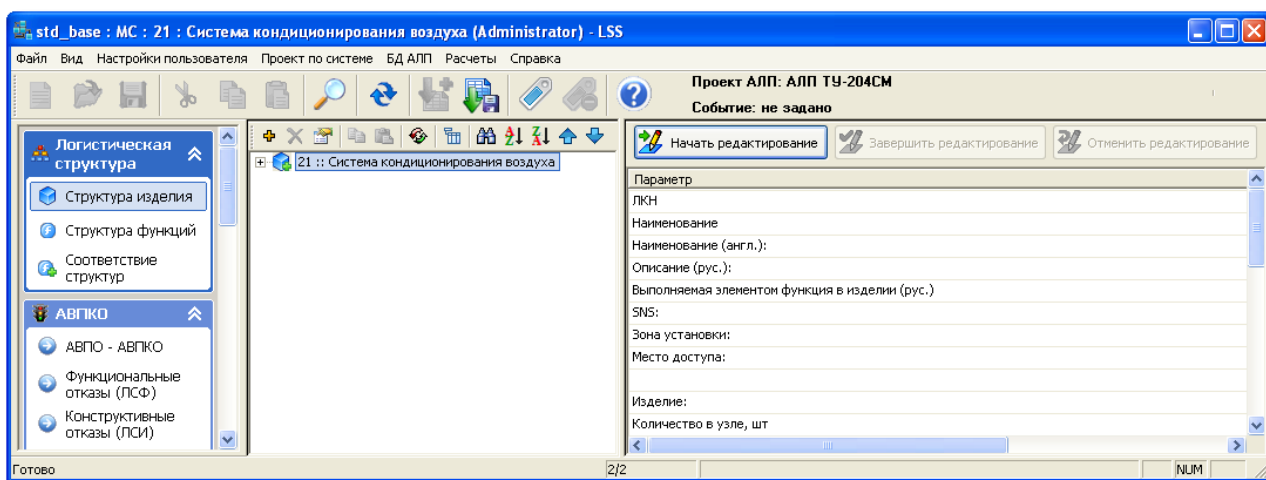 std_base : МС : 21 : Система кондиционирования воздуха (Administrator) - LSS
Файл Вид Настройки пользователя Проект по системе БД АЛП Расчеты Справка
Проект АЛП: АЛП ТУ-204СМ
Событие: не задано
Логистическая
структура
Структура изделия
Структура функций
Соответствие
структур
АВПКО
АВПО - АВПКО
Функциональные
отказы (ЛСФ)
Конструктивные
отказы (ЛСИ)
21 :: Система кондиционирования воздуха
Начать редактирование Завершить редактирование Отменить редактирование
Параметр
ЛКН
Наименование
Наименование (англ.):
Описание (рус.):
Выполняемая элементом функция в изделии (рус.)
SNS:
Зона установки:
Место доступа:
Изделие:
Количество в узле, шт
Готово 2/2 NUM